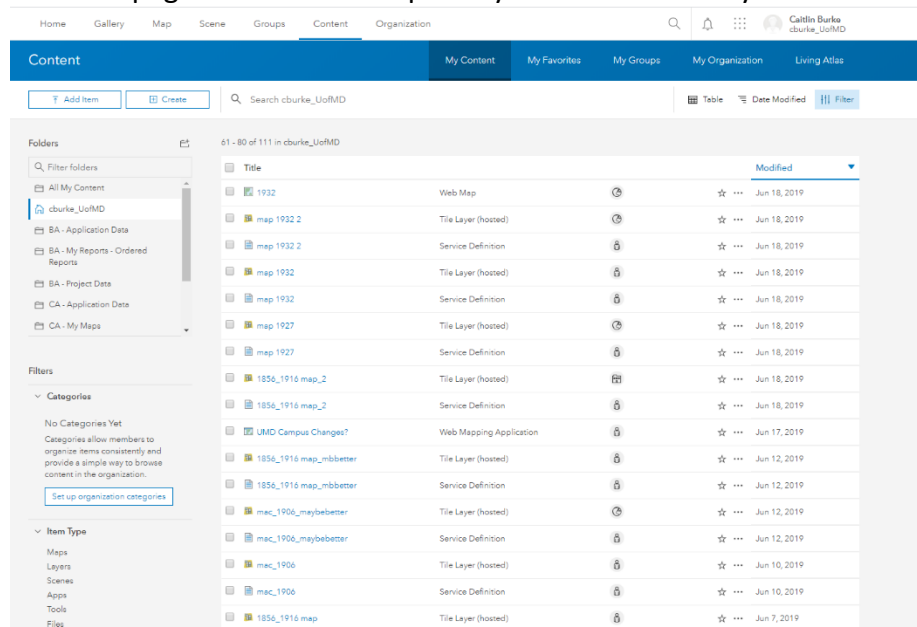 Home Gallery Map Scene Groups Content Organization Caitlin Burke
cburke_UofMD
Content My Content My Favorites My Groups My Organization Living Atlas
Add Item Create Search cburke_UofMD Table Date Modified Filter
Folders 61 - 80 of 111 in cburke_UofMD
Filter folders Title Modified
All My Content 1932 Web Map Jun 18, 2019
cburke_UofMD map 1932 2 Tile Layer (hosted) Jun 18, 2019
BA - Application Data map 1932 2 Service Definition Jun 18, 2019
BA - My Reports - Ordered
Reports
map 1932 Tile Layer (hosted) Jun 18, 2019
BA - Project Data
CA - Application Data map 1932 Service Definition Jun 18, 2019
CA - My Maps map 1927 Tile Layer (hosted) Jun 18, 2019
map 1927 Service Definition Jun 18, 2019
Filters 1856_1916 map_2 Tile Layer (hosted) Jun 18, 2019
Categories 1856_1916 map_2 Service Definition Jun 18, 2019
No Categories Yet UMD Campus Changes? Web Mapping Application Jun 17, 2019
Categories allow members to
organize items consistently and
provide a simple way to browse
content in the organization.
1856_1916 map_mbbetter Tile Layer (hosted) Jun 12, 2019
1856_1916 map_mbbetter Service Definition Jun 12, 2019
Set up organization categories
mac_1906_maybebetter Tile Layer (hosted) Jun 12, 2019
Item Type mac_1906_maybebetter Service Definition Jun 12, 2019
Maps
Layers mac_1906 Tile Layer (hosted) Jun 10, 2019
Scenes
Apps mac_1906 Service Definition Jun 10, 2019
Tools
Files 1856_1916 map Tile Layer (hosted) Jun 7, 2019